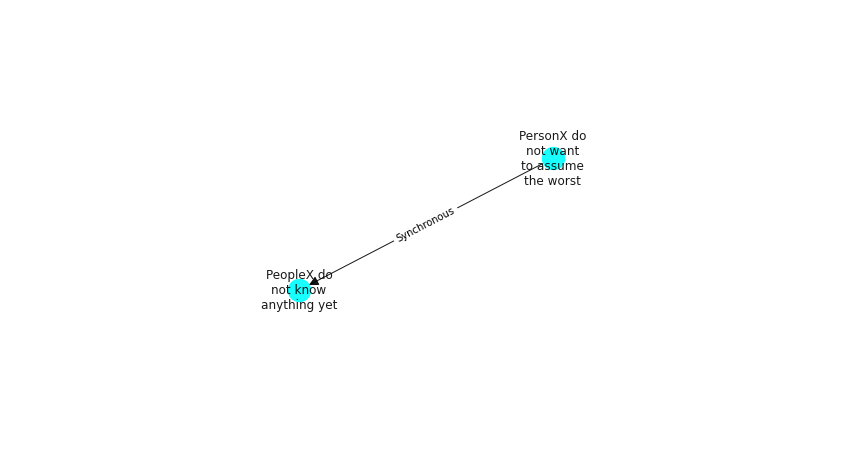 PersonX do
not want
to assume
the worst
Synchronous
PeopleX do
not know
anything yet